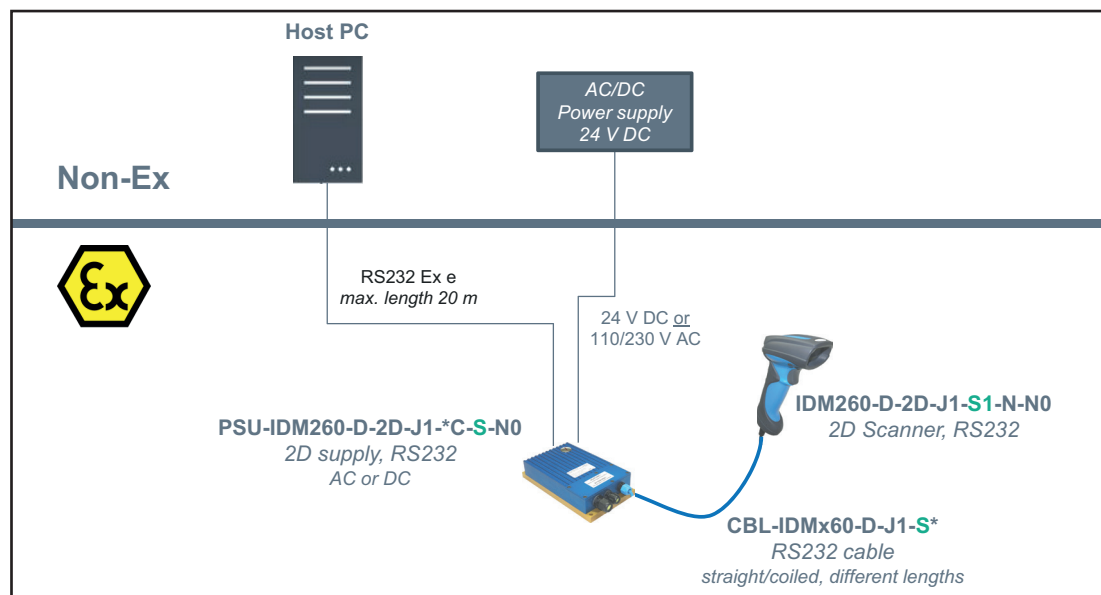 Host PC
AC/DC
Power supply
24 V DC
Non-Ex
Ex
RS232 Ex e
max. length 20 m
24 V DC or
110/230 V AC
IDM260-D-2D-J1-S1-N-N0
2D Scanner, RS232
PSU-IDM260-D-2D-J1-*C-S-N0
2D supply, RS232
AC or DC
CBL-IDMx60-D-J1-S*
RS232 cable
straight/coiled, different lengths